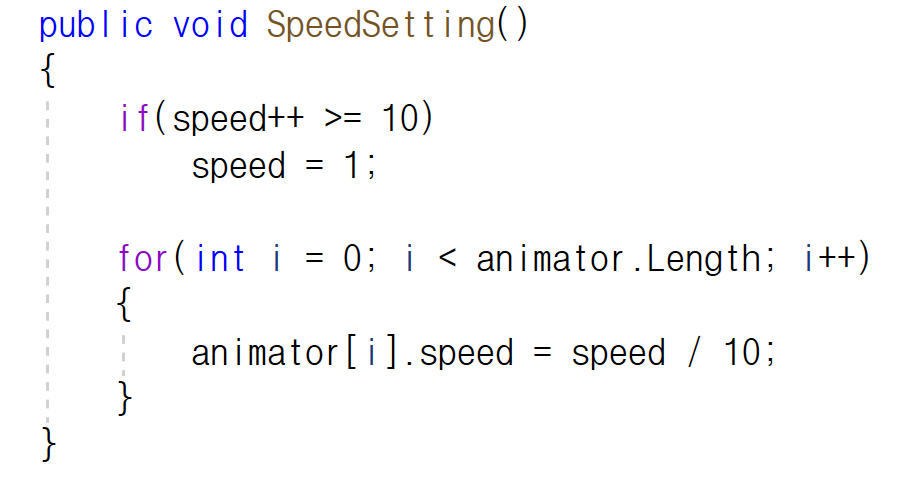 public void SpeedSetting()
{
if(speed++ >= 10)
speed = 1;
for(int i = 0; i < animator.Length; i++)
{
animator[i].speed = speed / 10;
}
}